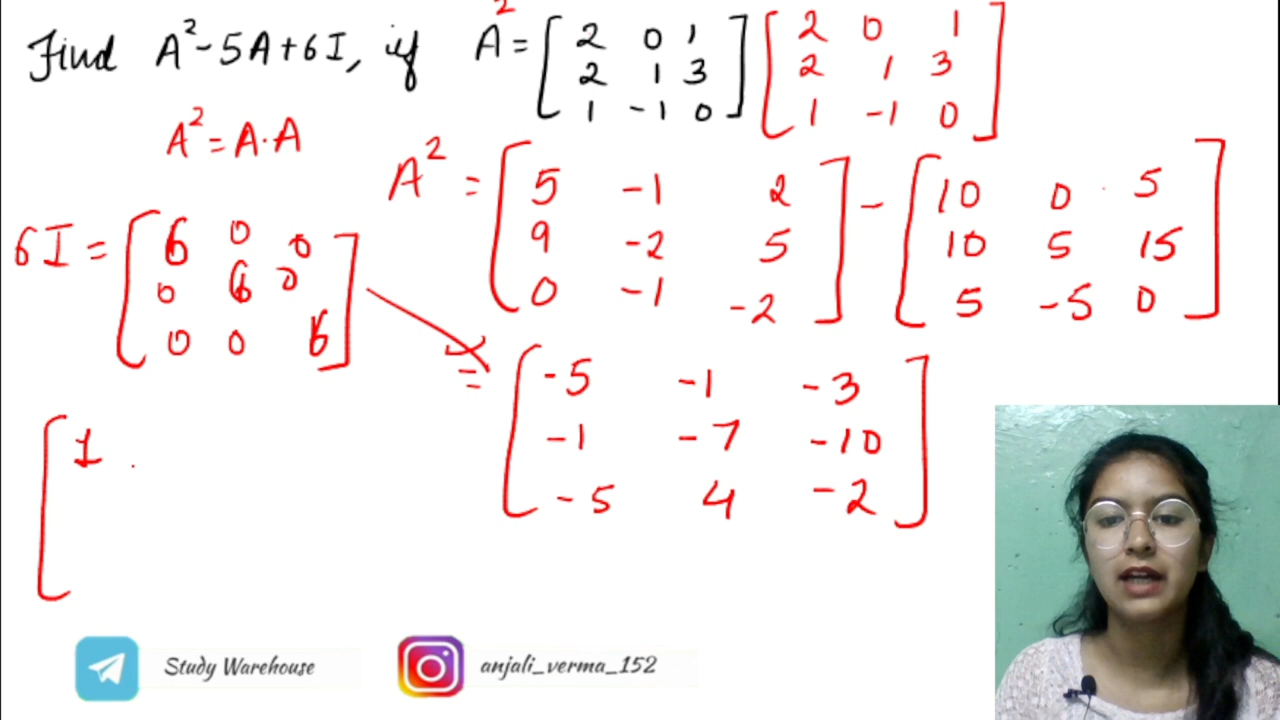 Find A²-5A+6I, if A²= [ 2 0 1 ] [ 2 0 1 ]
[ 2 1 3 ] [ 2 1 3 ]
[ 1 -1 0 ] [ 1 -1 0 ]
A² = A·A
A² = [ 5 -1 2 ] - [ 10 0 5 ]
[ 9 -2 5 ] [ 10 5 15 ]
[ 0 -1 -2 ] [ 5 -5 0 ]
6I = [ 6 0 0 ]
[ 0 6 0 ]
[ 0 0 6 ]
= [ -5 -1 -3 ]
[ -1 -7 -10 ]
[ -5 4 -2 ]
[ 1 .
Study Warehouse
anjali_verma_152